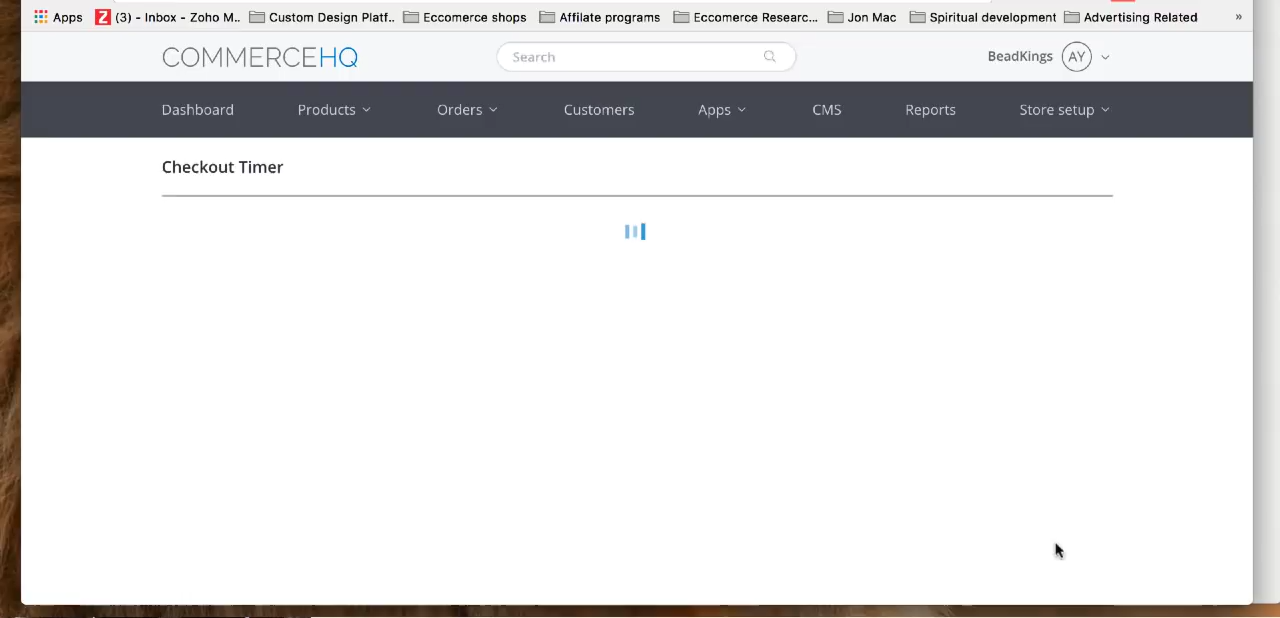 Apps Z (3) - Inbox - Zoho M.. Custom Design Platf.. Eccomerce shops Affilate programs Eccomerce Researc... Jon Mac Spiritual development Advertising Related »
COMMERCEHQ Search BeadKings AY
Dashboard Products Orders Customers Apps CMS Reports Store setup
Checkout Timer